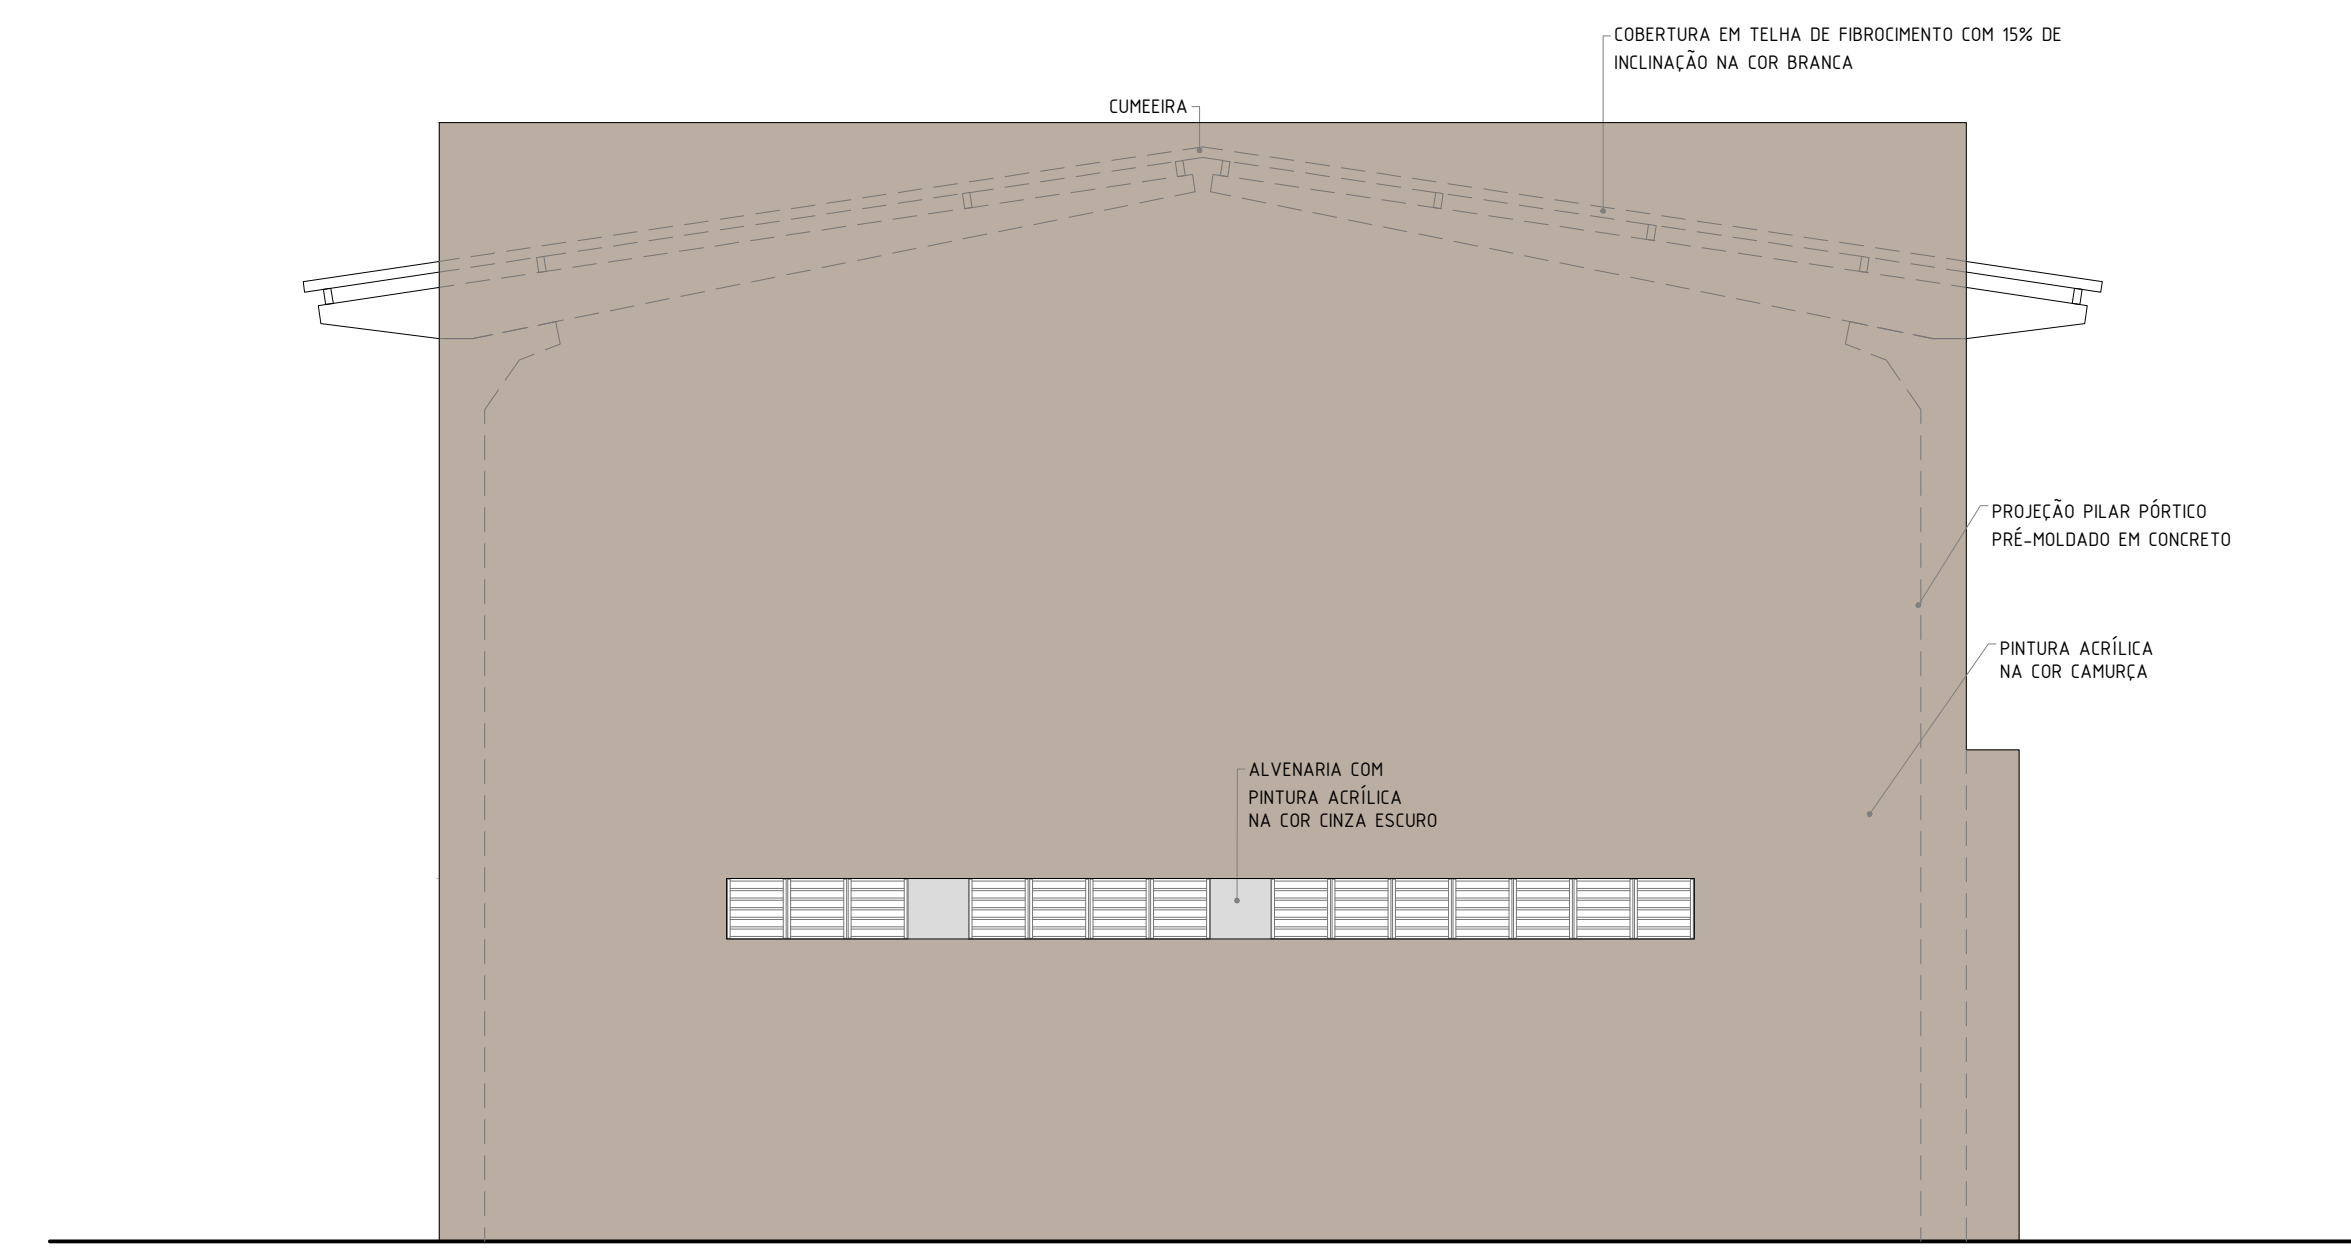 COBERTURA EM TELHA DE FIBROCIMENTO COM 15% DE
INCLINAÇÃO NA COR BRANCA
CUMEEIRA
PROJEÇÃO PILAR PÓRTICO
PRÉ-MOLDADO EM CONCRETO
PINTURA ACRÍLICA
NA COR CAMURÇA
ALVENARIA COM
PINTURA ACRÍLICA
NA COR CINZA ESCURO